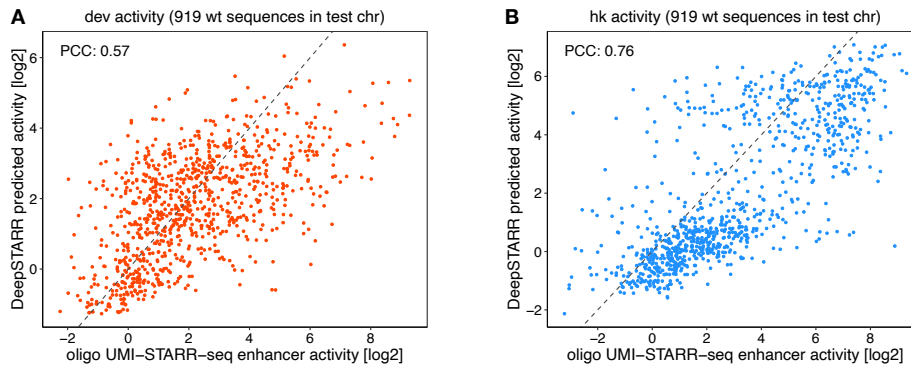 A
dev activity (919 wt sequences in test chr)
PCC: 0.57
DeepSTARR predicted activity [log2]
6
4
2
0
−2
0
2
4
6
8
oligo UMI−STARR−seq enhancer activity [log2]
B
hk activity (919 wt sequences in test chr)
PCC: 0.76
DeepSTARR predicted activity [log2]
6
4
2
0
−2
−2
0
2
4
6
8
oligo UMI−STARR−seq enhancer activity [log2]